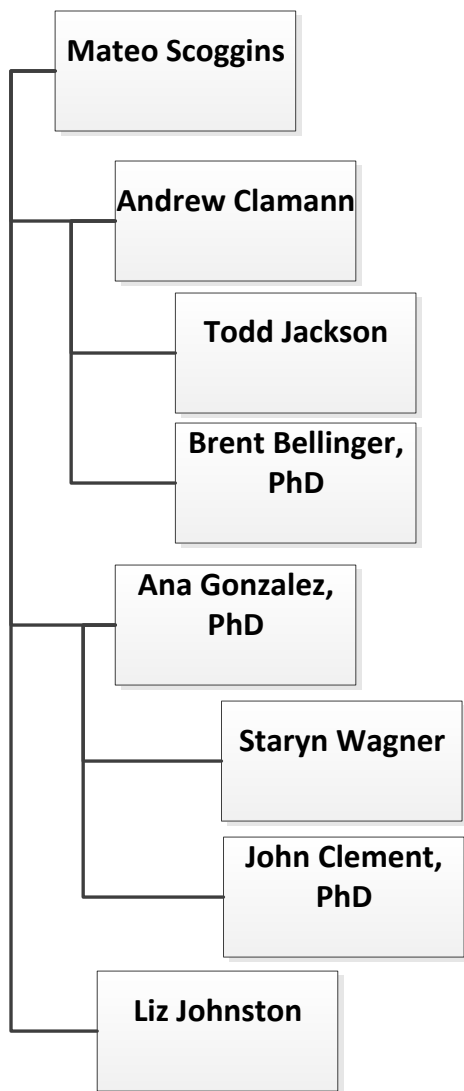 Mateo Scoggins
Andrew Clamann
Todd Jackson
Brent Bellinger,
PhD
Ana Gonzalez,
PhD
Staryn Wagner
John Clement,
PhD
Liz Johnston